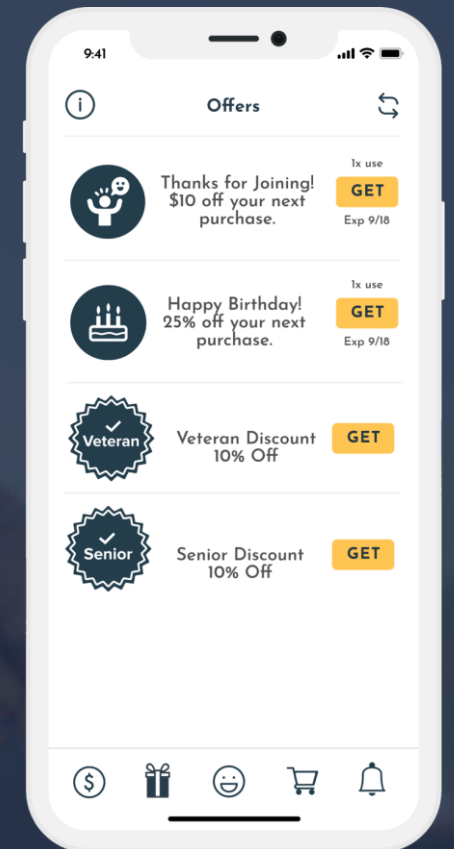 9:41
Offers
Thanks for Joining!
$10 off your next
purchase.
1x use
GET
Exp 9/18
Happy Birthday!
25% off your next
purchase.
1x use
GET
Exp 9/18
Veteran
Veteran Discount
10% Off
GET
Senior
Senior Discount
10% Off
GET
$